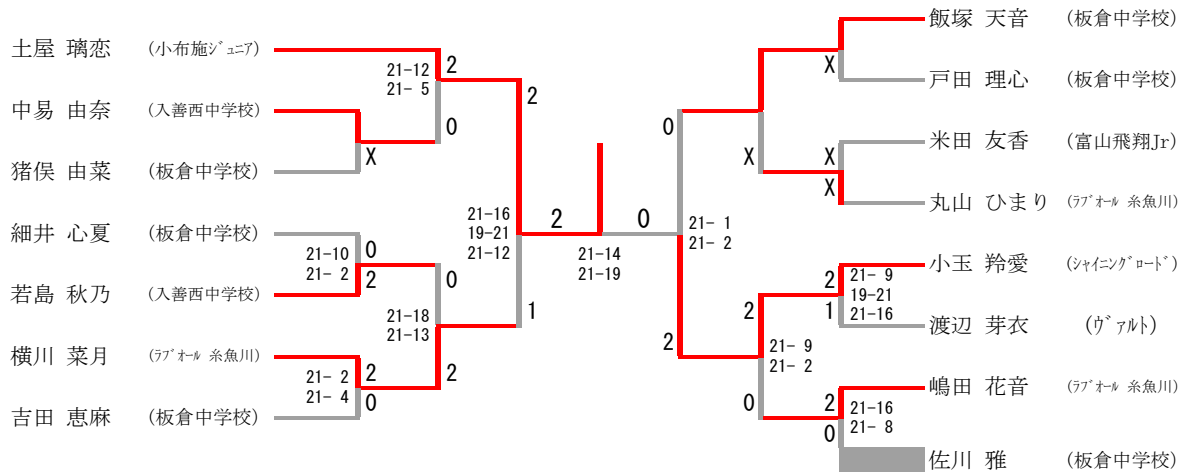 土屋 璃恋 (小布施ｼﾞｭﾆｱ)
中易 由奈 (入善西中学校)
猪俣 由菜 (板倉中学校)
細井 心夏 (板倉中学校)
若島 秋乃 (入善西中学校)
横川 菜月 (ﾗﾌﾞｵｰﾙ 糸魚川)
吉田 恵麻 (板倉中学校)
21-12
21- 5
2
0
X
21-10
21- 2
0
2
21- 2
21- 4
2
0
21-18
21-13
0
2
21-16
19-21
21-12
2
1
2
0
21-14
21-19
0
2
21- 1
21- 2
X
X
X
X
2
0
21- 9
21- 2
2
1
21- 9
19-21
21-16
2
0
21-16
21- 8
飯塚 天音 (板倉中学校)
戸田 理心 (板倉中学校)
米田 友香 (富山飛翔Jr)
丸山 ひまり (ﾗﾌﾞｵｰﾙ 糸魚川)
小玉 羚愛 (ｼｬｲﾆﾝｸﾞﾛｰﾄﾞ)
渡辺 芽衣 (ｳﾞｧﾙﾄ)
嶋田 花音 (ﾗﾌﾞｵｰﾙ 糸魚川)
佐川 雅 (板倉中学校)